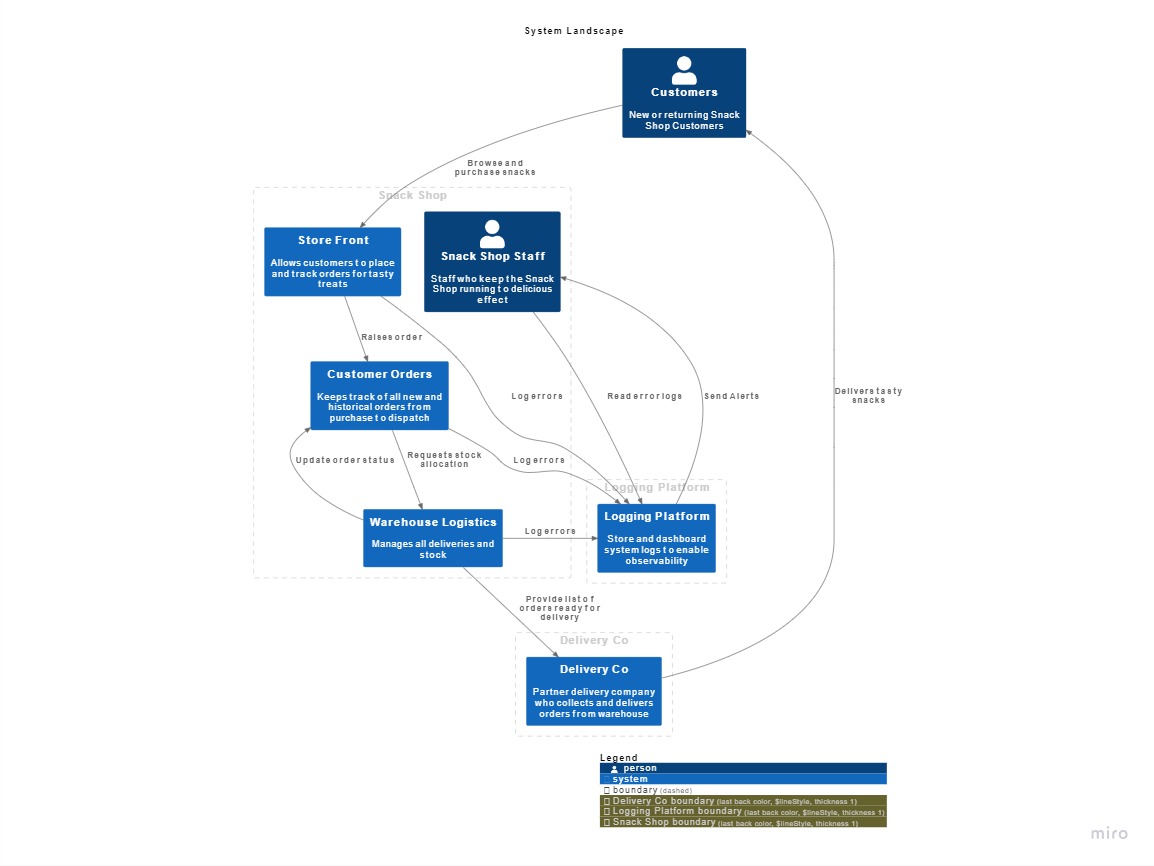 System Landscape
Customers
New or returning Snack
Shop Customers
Browse and
purchase snacks
Snack Shop
Store Front
Allows customers to place
and track orders for tasty
treats
Snack Shop Staff
Staff who keep the Snack
Shop running to delicious
effect
Raises order
Customer Orders
Keeps track of all new and
historical orders from
purchase to dispatch
Log errors
Read error logs
Send Alerts
Delivers tasty
snacks
Update order status
Requests stock
allocation
Log errors
Logging Platform
Warehouse Logistics
Manages all deliveries and
stock
Log errors
Logging Platform
Store and dashboard
system logs to enable
observability
Provide list of
orders ready for
delivery
Delivery Co
Delivery Co
Partner delivery company
who collects and delivers
orders from warehouse
Legend
person
system
boundary (dashed)
Delivery Co boundary (last back color, $lineStyle, thickness 1)
Logging Platform boundary (last back color, $lineStyle, thickness 1)
Snack Shop boundary (last back color, $lineStyle, thickness 1)
miro